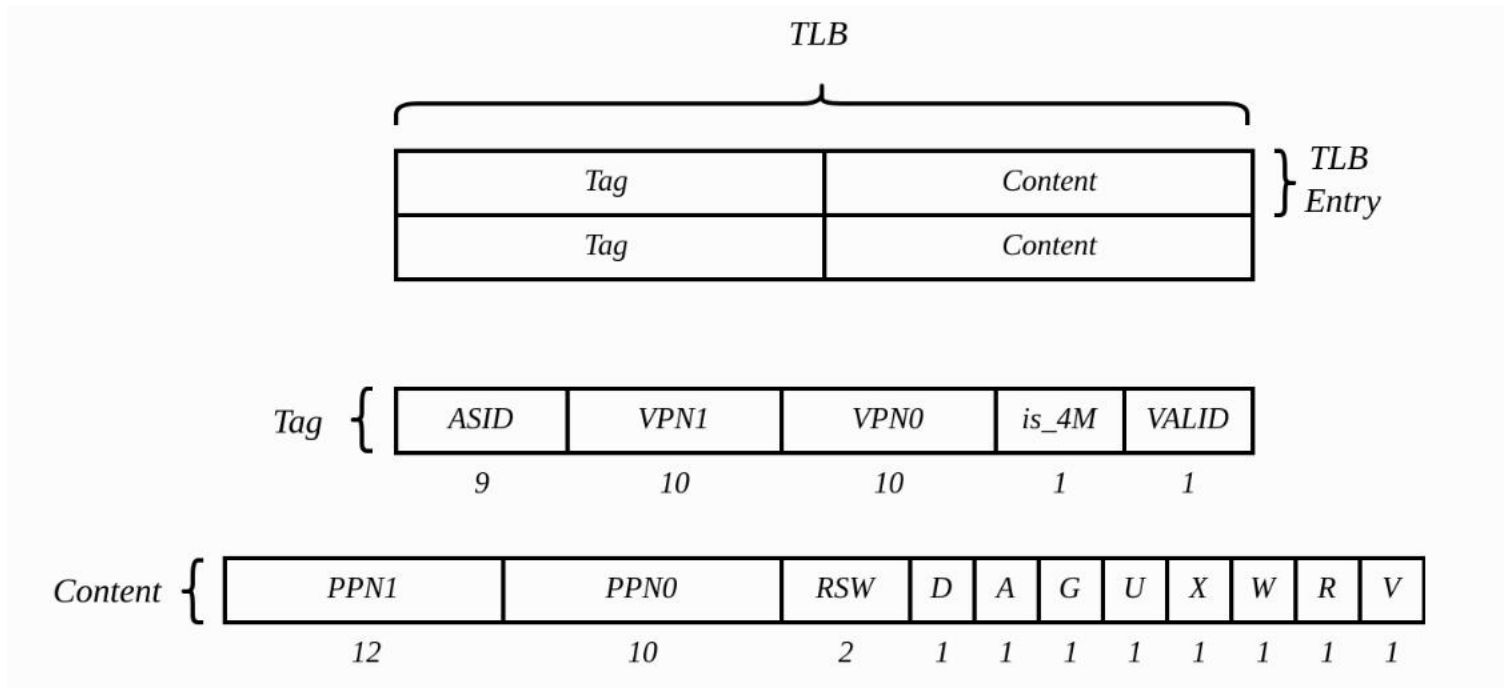 TLB
Tag Content TLB
Entry
Tag Content
Tag ASID VPN1 VPN0 is_4M VALID
9 10 10 1 1
Content PPN1 PPN0 RSW D A G U X W R V
12 10 2 1 1 1 1 1 1 1 1